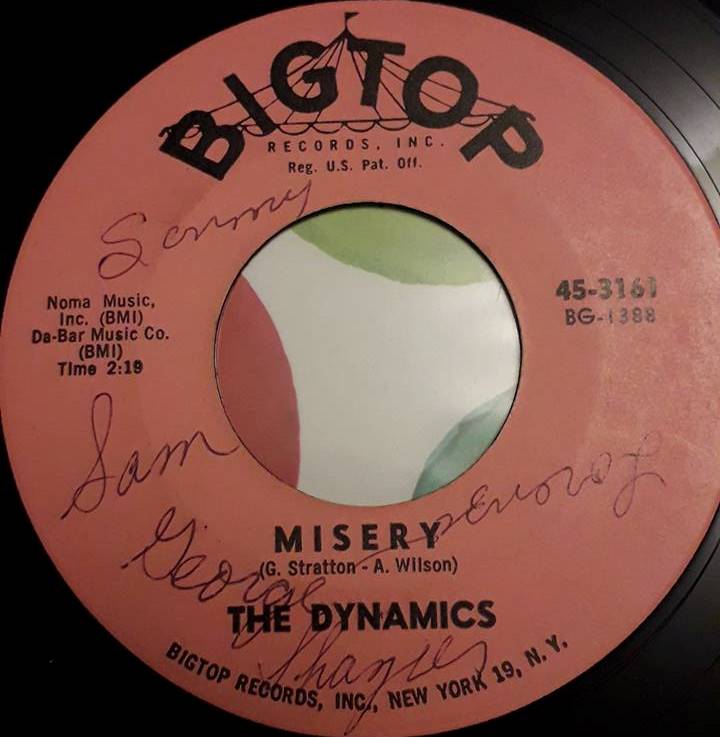 BIGTOP
RECORDS, INC.
Reg. U.S. Pat. Off.
Noma Music,
Inc. (BMI)
Da-Bar Music Co.
(BMI)
Time 2:19
45-3161
BG-1388
Sam
George
MISERY
(G. Stratton - A. Wilson)
THE DYNAMICS
BIGTOP RECORDS, INC., NEW YORK 19, N. Y.